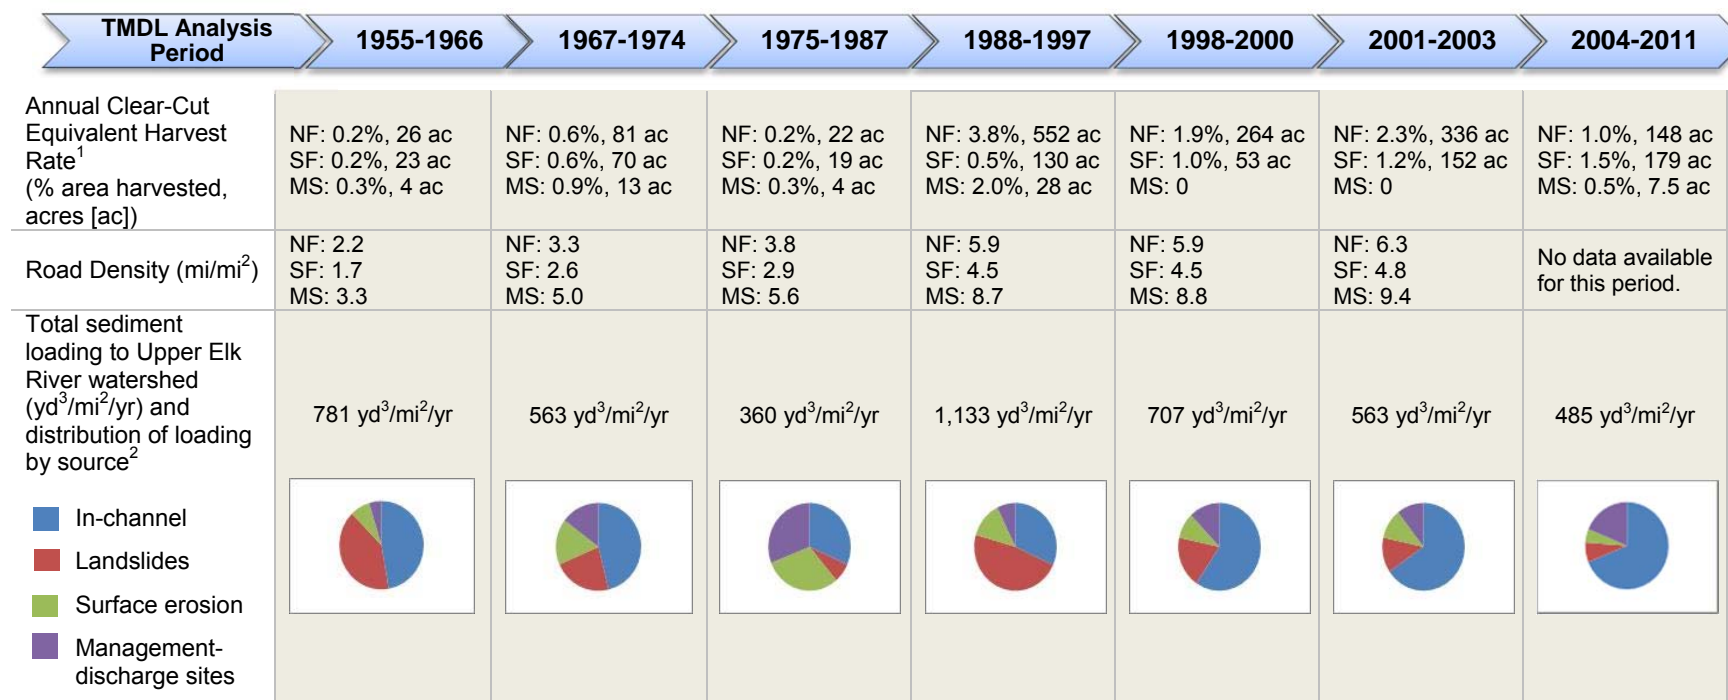 TMDL Analysis
Period
1955-1966
1967-1974
1975-1987
1988-1997
1998-2000
2001-2003
2004-2011
Annual Clear-Cut
Equivalent Harvest
Rate¹
(% area harvested,
acres [ac])
NF: 0.2%, 26 ac
SF: 0.2%, 23 ac
MS: 0.3%, 4 ac
NF: 0.6%, 81 ac
SF: 0.6%, 70 ac
MS: 0.9%, 13 ac
NF: 0.2%, 22 ac
SF: 0.2%, 19 ac
MS: 0.3%, 4 ac
NF: 3.8%, 552 ac
SF: 0.5%, 130 ac
MS: 2.0%, 28 ac
NF: 1.9%, 264 ac
SF: 1.0%, 53 ac
MS: 0
NF: 2.3%, 336 ac
SF: 1.2%, 152 ac
MS: 0
NF: 1.0%, 148 ac
SF: 1.5%, 179 ac
MS: 0.5%, 7.5 ac
Road Density (mi/mi²)
NF: 2.2
SF: 1.7
MS: 3.3
NF: 3.3
SF: 2.6
MS: 5.0
NF: 3.8
SF: 2.9
MS: 5.6
NF: 5.9
SF: 4.5
MS: 8.7
NF: 5.9
SF: 4.5
MS: 8.8
NF: 6.3
SF: 4.8
MS: 9.4
No data available
for this period.
Total sediment
loading to Upper Elk
River watershed
(yd³/mi²/yr) and
distribution of loading
by source²
781 yd³/mi²/yr
563 yd³/mi²/yr
360 yd³/mi²/yr
1,133 yd³/mi²/yr
707 yd³/mi²/yr
563 yd³/mi²/yr
485 yd³/mi²/yr
In-channel
Landslides
Surface erosion
Management-
discharge sites